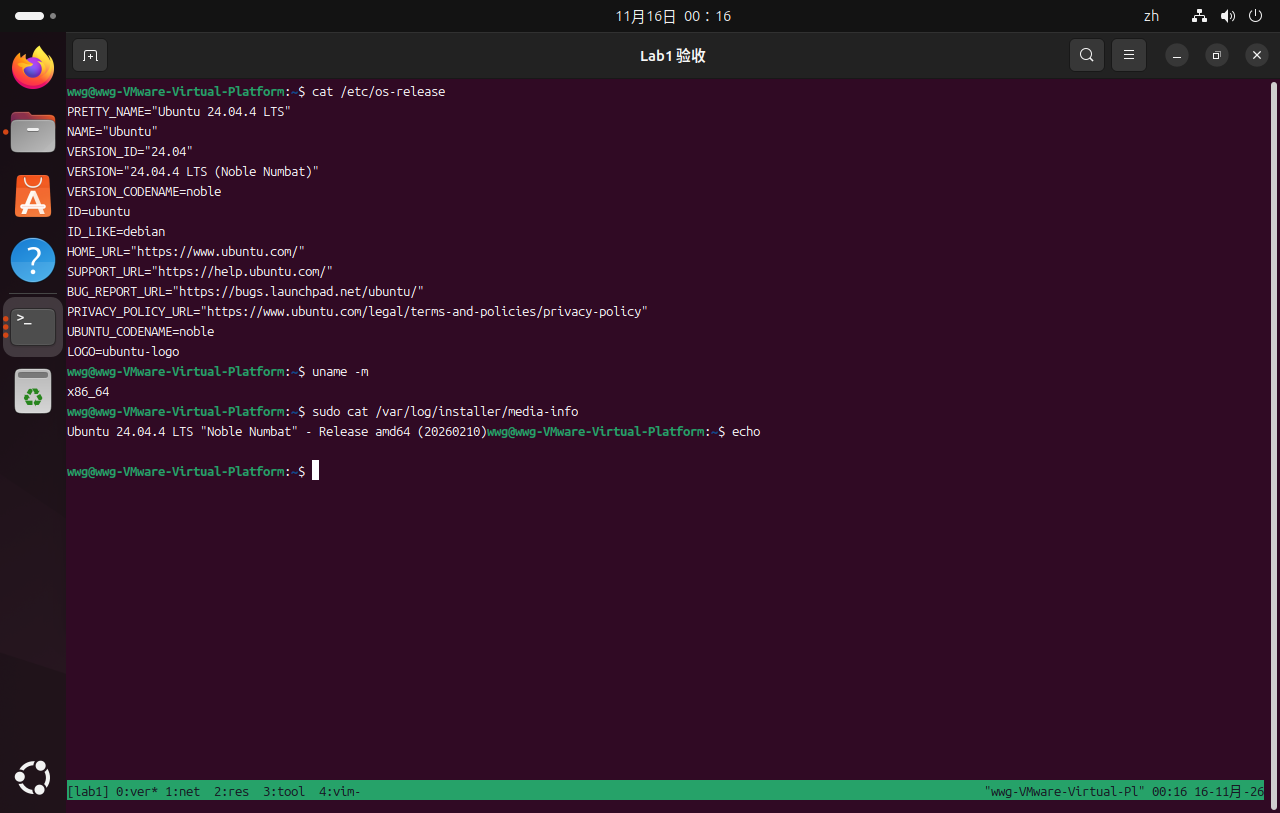 11月16日 00：16
zh
Lab1 验收
wwg@wwg-VMware-Virtual-Platform:~$ cat /etc/os-release
PRETTY_NAME="Ubuntu 24.04.4 LTS"
NAME="Ubuntu"
VERSION_ID="24.04"
VERSION="24.04.4 LTS (Noble Numbat)"
VERSION_CODENAME=noble
ID=ubuntu
ID_LIKE=debian
HOME_URL="https://www.ubuntu.com/"
SUPPORT_URL="https://help.ubuntu.com/"
BUG_REPORT_URL="https://bugs.launchpad.net/ubuntu/"
PRIVACY_POLICY_URL="https://www.ubuntu.com/legal/terms-and-policies/privacy-policy"
UBUNTU_CODENAME=noble
LOGO=ubuntu-logo
wwg@wwg-VMware-Virtual-Platform:~$ uname -m
x86_64
wwg@wwg-VMware-Virtual-Platform:~$ sudo cat /var/log/installer/media-info
Ubuntu 24.04.4 LTS "Noble Numbat" - Release amd64 (20260210)wwg@wwg-VMware-Virtual-Platform:~$ echo
wwg@wwg-VMware-Virtual-Platform:~$
[lab1] 0:ver* 1:net  2:res  3:tool  4:vim-
"wwg-VMware-Virtual-Pl" 00:16 16-11月-26